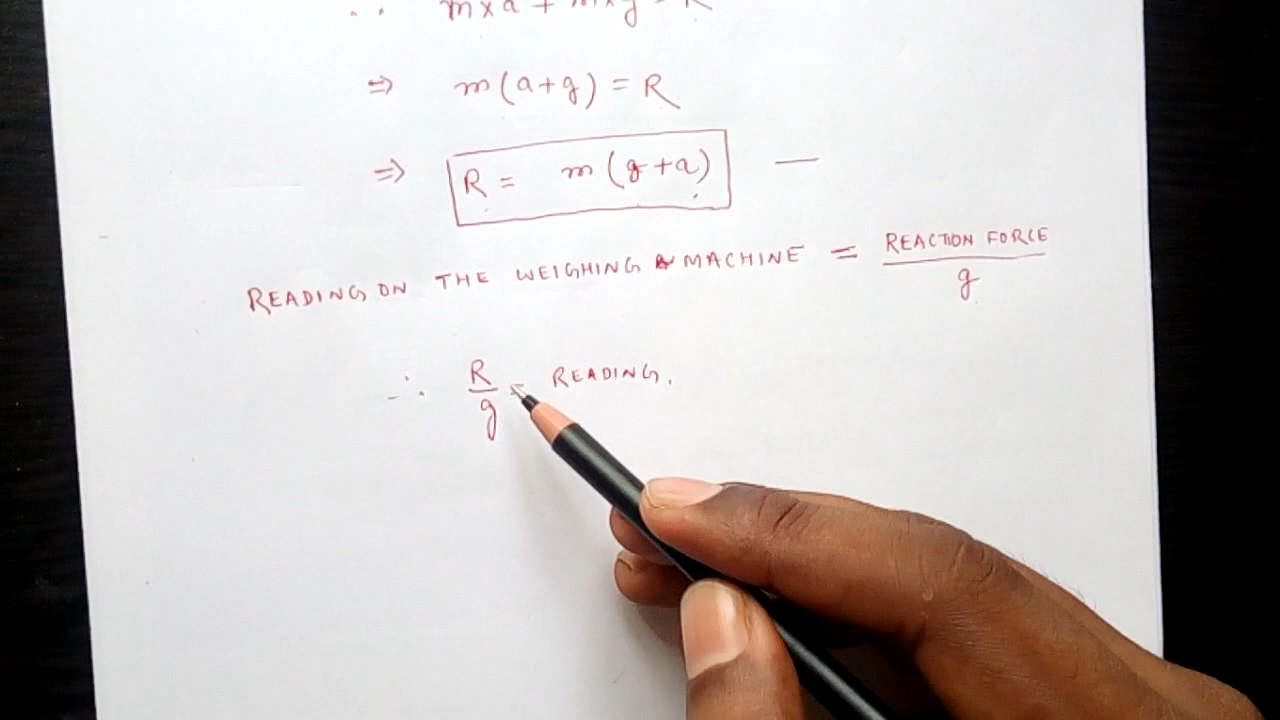 ∴ m×a + m×g = R
⇒ m(a+g) = R
⇒ R = m(g+a) —
READING ON THE WEIGHING MACHINE = REACTION FORCE / g
∴ R/g = READING.